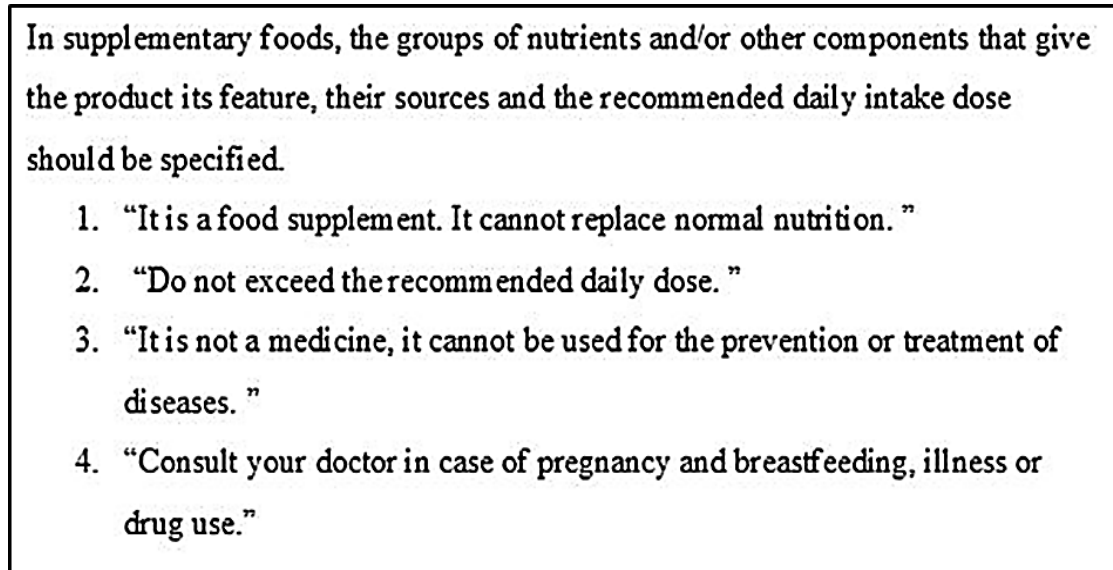 In supplementary foods, the groups of nutrients and/or other components that give
the product its feature, their sources and the recommended daily intake dose
should be specified.
1. “It is a food supplement. It cannot replace normal nutrition. ”
2. “Do not exceed the recommended daily dose. ”
3. “It is not a medicine, it cannot be used for the prevention or treatment of
diseases. ”
4. “Consult your doctor in case of pregnancy and breastfeeding, illness or
drug use.”